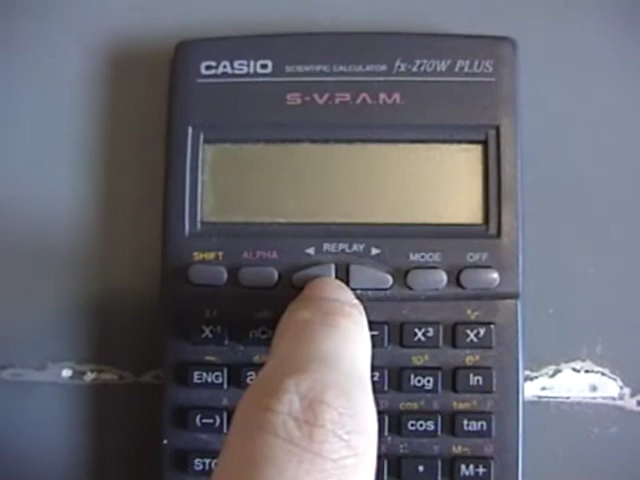 CASIO SCIENTIFIC CALCULATOR fx-270W PLUS
S-V.P.A.M.
◀ REPLAY ▶
SHIFT ALPHA MODE OFF
X⁻¹ X³ Xʸ
10ˣ eˣ
ENG log ln
cos⁻¹ tan⁻¹
(−) cos tan
M−
STO , M+